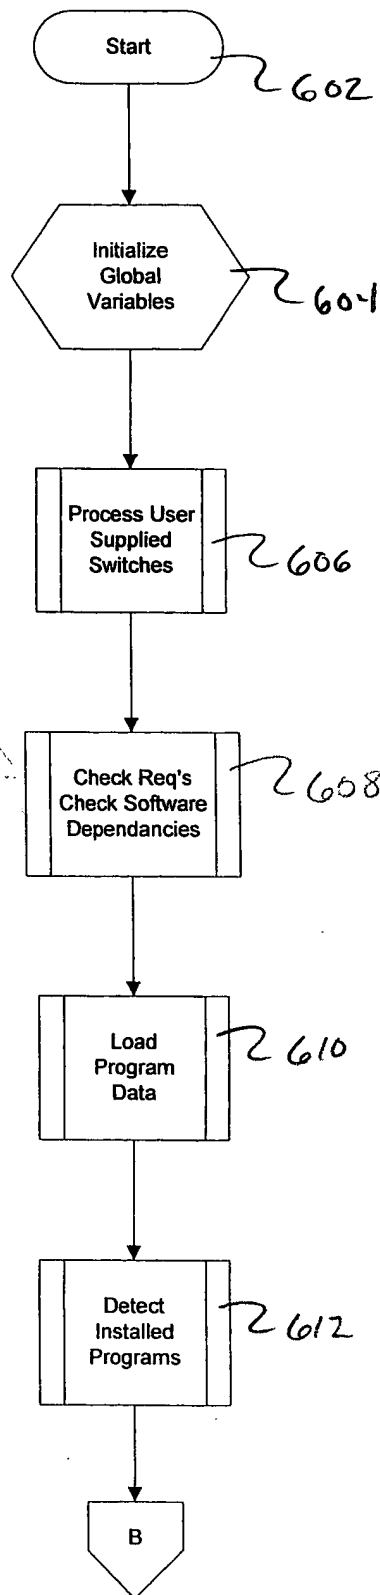 Start
602
Initialize
Global
Variables
604
Process User
Supplied
Switches
606
Check Req's
Check Software
Dependancies
608
Load
Program
Data
610
Detect
Installed
Programs
612
B